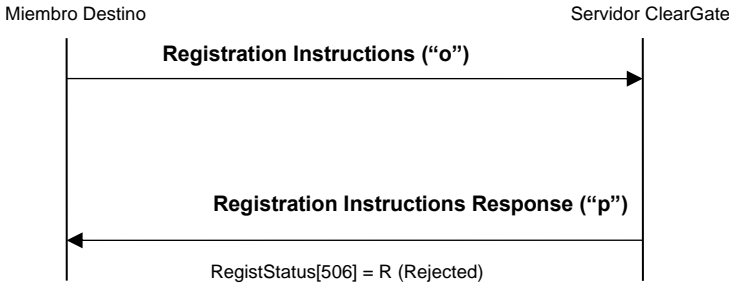 Miembro Destino
Servidor ClearGate
Registration Instructions (“o”)
Registration Instructions Response (“p”)
RegistStatus[506] = R (Rejected)